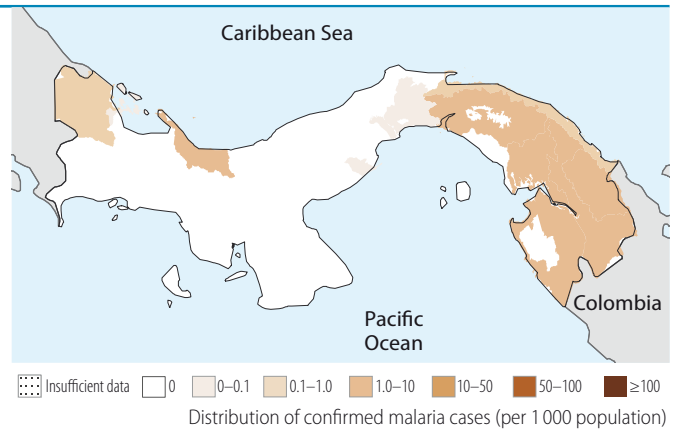 Caribbean Sea
Pacific
Ocean
Colombia
Insufficient data 0 0–0.1 0.1–1.0 1.0–10 10–50 50–100 ≥100
Distribution of confirmed malaria cases (per 1 000 population)